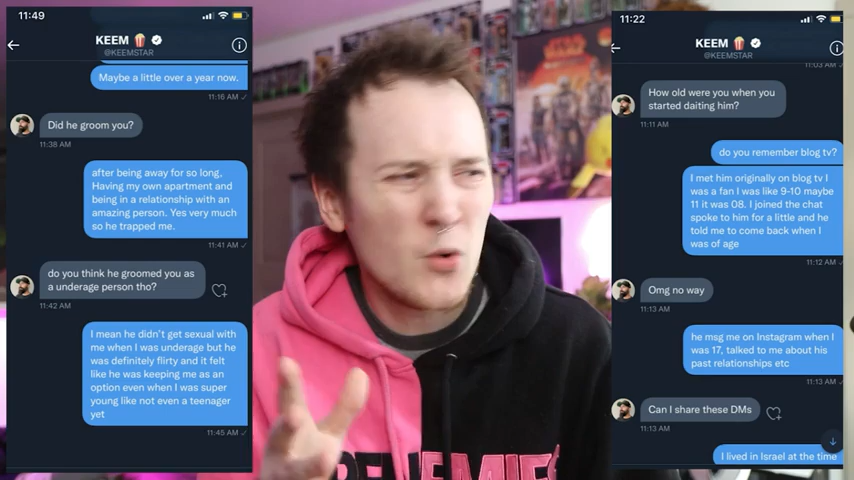 11:49
KEEM
@KEEMSTAR
Maybe a little over a year now.
11:16 AM
Did he groom you?
11:38 AM
after being away for so long,
Having my own apartment and
being in a relationship with an
amazing person. Yes very much
so he trapped me.
11:41 AM
do you think he groomed you as
a underage person tho?
11:42 AM
I mean he didn't get sexual with
me when I was underage but he
was definitely flirty and it felt
like he was keeping me as an
option even when I was super
young like not even a teenager
yet
11:45 AM
11:22
KEEM
@KEEMSTAR
11:03 AM
How old were you when you
started daiting him?
11:11 AM
do you remember blog tv?
I met him originally on blog tv I
was a fan I was like 9-10 maybe
11 it was 08. I joined the chat
spoke to him for a little and he
told me to come back when I
was of age
11:12 AM
Omg no way
11:13 AM
he msg me on Instagram when I
was 17, talked to me about his
past relationships etc
11:13 AM
Can I share these DMs
11:13 AM
I lived in Israel at the time